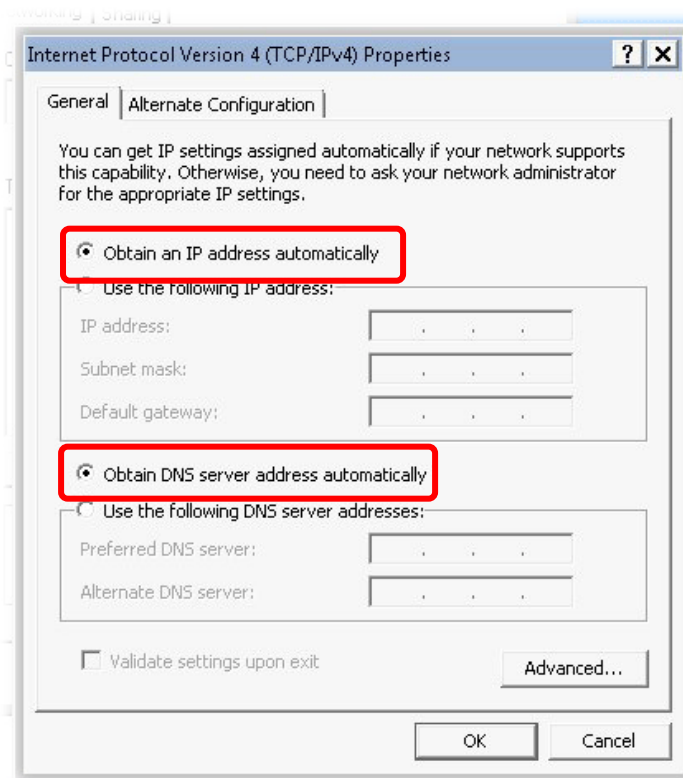 Sharing
Internet Protocol Version 4 (TCP/IPv4) Properties
General
Alternate Configuration
You can get IP settings assigned automatically if your network supports
this capability. Otherwise, you need to ask your network administrator
for the appropriate IP settings.
Obtain an IP address automatically
Use the following IP address:
IP address:
Subnet mask:
Default gateway:
Obtain DNS server address automatically
Use the following DNS server addresses:
Preferred DNS server:
Alternate DNS server:
Validate settings upon exit
Advanced...
OK
Cancel